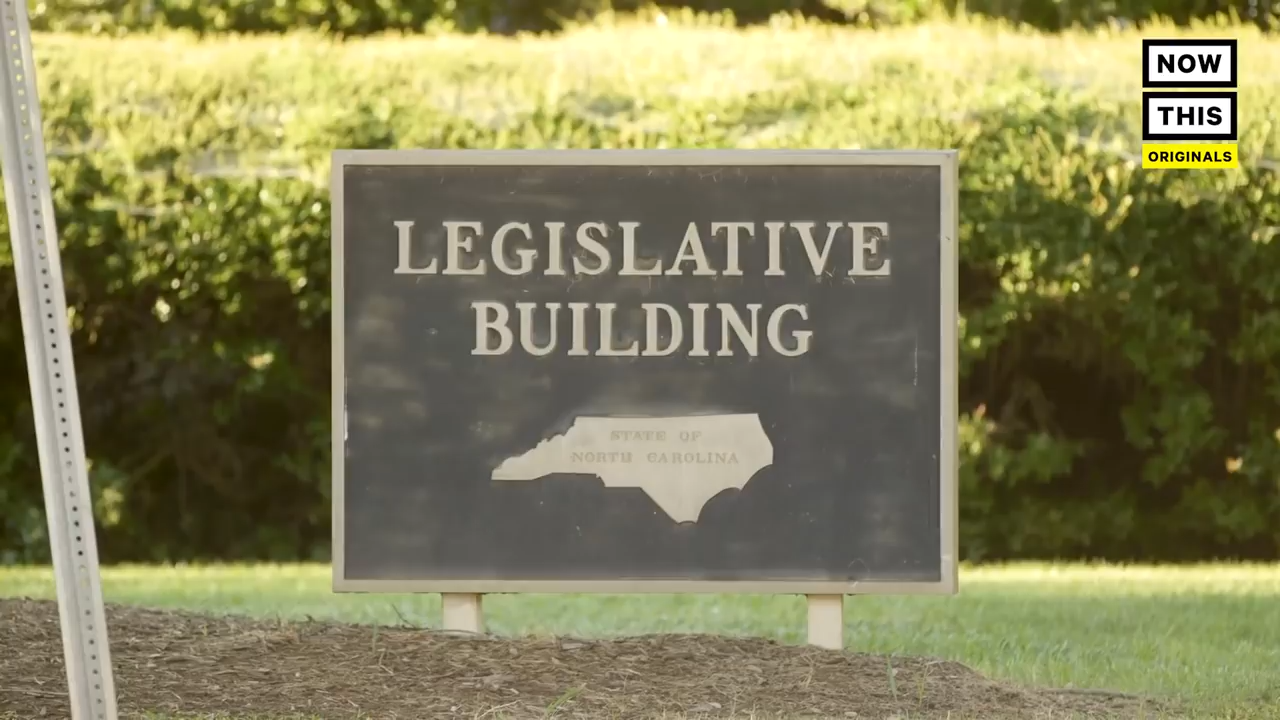 NOW
THIS
ORIGINALS
LEGISLATIVE
BUILDING
STATE OF
NORTH CAROLINA